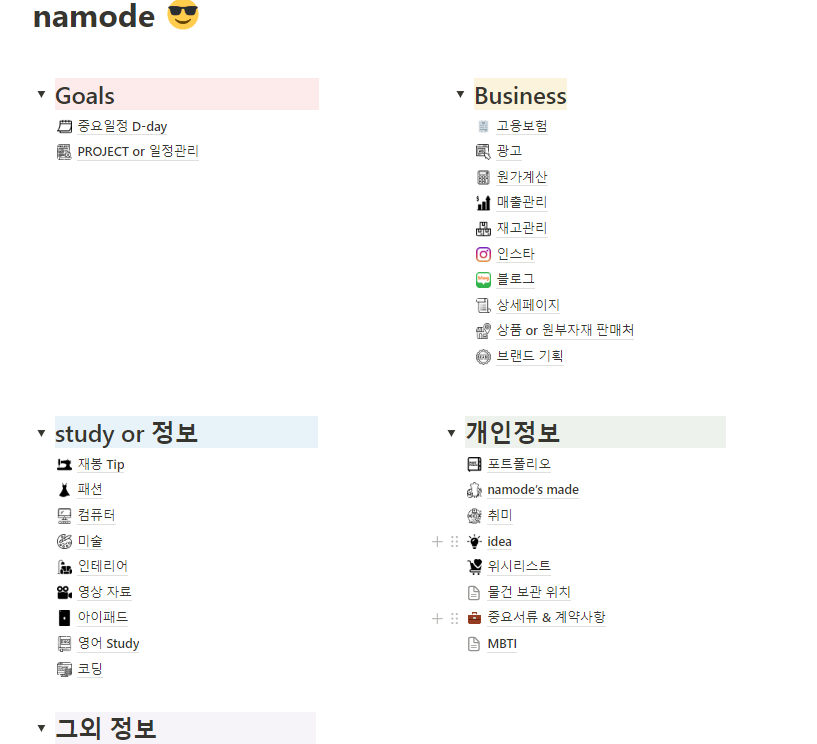 namode 😎
Goals
중요일정 D-day
PROJECT or 일정관리
Business
고용보험
광고
원가계산
매출관리
재고관리
인스타
블로그
상세페이지
상품 or 원부자재 판매처
브랜드 기획
study or 정보
재봉 Tip
패션
컴퓨터
미술
인테리어
영상 자료
아이패드
영어 Study
코딩
개인정보
포트폴리오
namode’s made
취미
idea
위시리스트
물건 보관 위치
중요서류 & 계약사항
MBTI
그외 정보